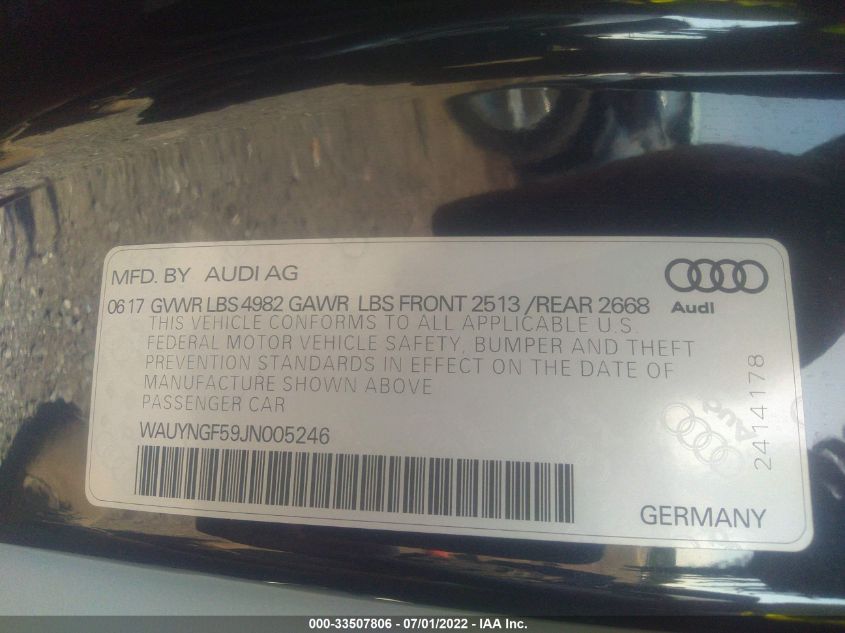 MFD. BY AUDI AG
0617 GVWR LBS 4982 GAWR LBS FRONT 2513 /REAR 2668
Audi
THIS VEHICLE CONFORMS TO ALL APPLICABLE U.S.
FEDERAL MOTOR VEHICLE SAFETY, BUMPER AND THEFT
PREVENTION STANDARDS IN EFFECT ON THE DATE OF
MANUFACTURE SHOWN ABOVE
PASSENGER CAR
WAUYNGF59JN005246
Audi
2414178
GERMANY
000-33507806 - 07/01/2022 - IAA Inc.